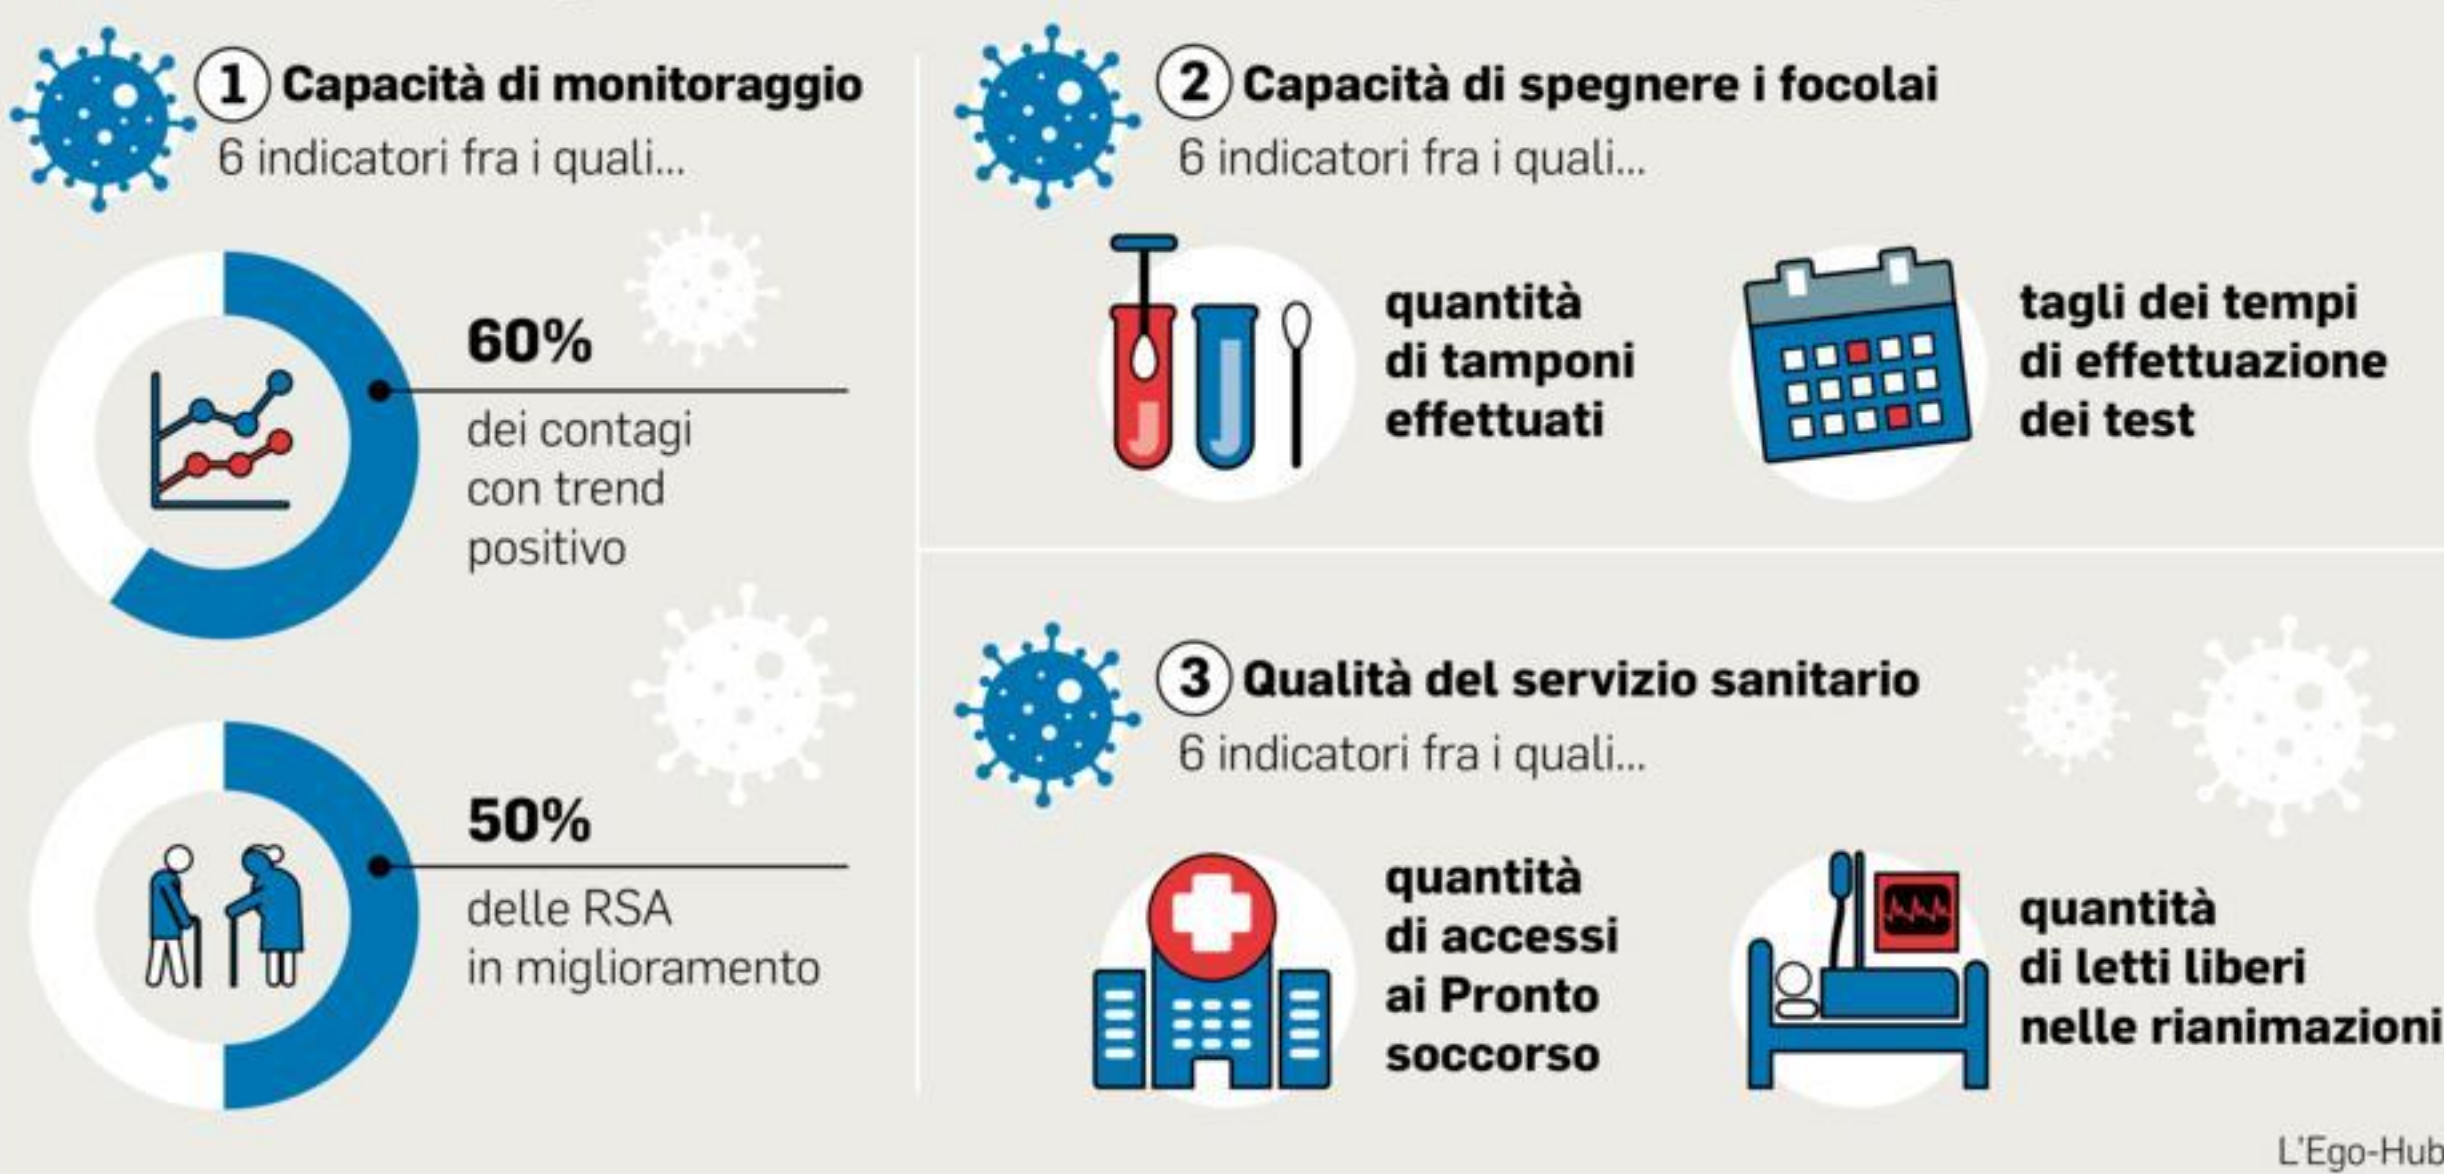 1 Capacità di monitoraggio
6 indicatori fra i quali...
60%
dei contagi
con trend
positivo
50%
delle RSA
in miglioramento
2 Capacità di spegnere i focolai
6 indicatori fra i quali...
quantità
di tamponi
effettuati
tagli dei tempi
di effettuazione
dei test
3 Qualità del servizio sanitario
6 indicatori fra i quali...
quantità
di accessi
ai Pronto
soccorso
quantità
di letti liberi
nelle rianimazioni
L'Ego-Hub